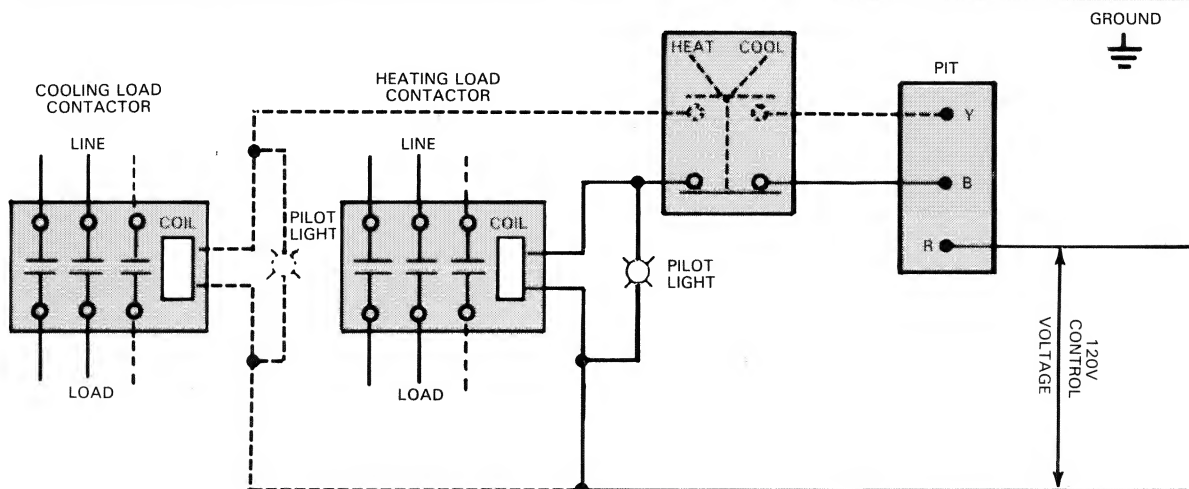 GROUND
HEAT COOL
PIT
COOLING LOAD
CONTACTOR
HEATING LOAD
CONTACTOR
Y
LINE
LINE
B
COIL
PILOT
LIGHT
COIL
R
PILOT
LIGHT
120V
CONTROL
VOLTAGE
LOAD
LOAD